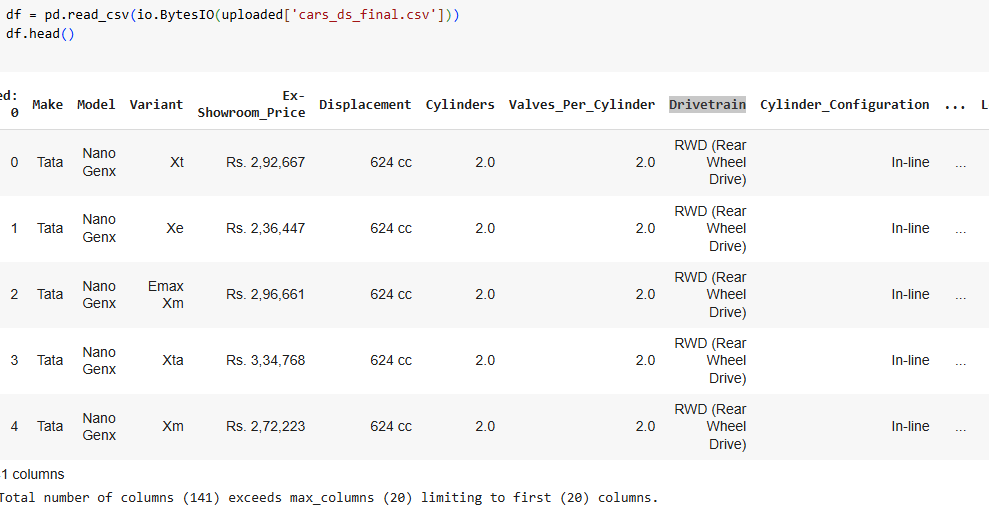 df = pd.read_csv(io.BytesIO(uploaded['cars_ds_final.csv']))
df.head()
ed: 0 Make Model Variant Ex-Showroom_Price Displacement Cylinders Valves_Per_Cylinder Drivetrain Cylinder_Configuration ... L
0 Tata Nano Genx Xt Rs. 2,92,667 624 cc 2.0 2.0 RWD (Rear Wheel Drive) In-line ...
1 Tata Nano Genx Xe Rs. 2,36,447 624 cc 2.0 2.0 RWD (Rear Wheel Drive) In-line ...
2 Tata Nano Genx Emax Xm Rs. 2,96,661 624 cc 2.0 2.0 RWD (Rear Wheel Drive) In-line ...
3 Tata Nano Genx Xta Rs. 3,34,768 624 cc 2.0 2.0 RWD (Rear Wheel Drive) In-line ...
4 Tata Nano Genx Xm Rs. 2,72,223 624 cc 2.0 2.0 RWD (Rear Wheel Drive) In-line ...
1 columns
Total number of columns (141) exceeds max_columns (20) limiting to first (20) columns.